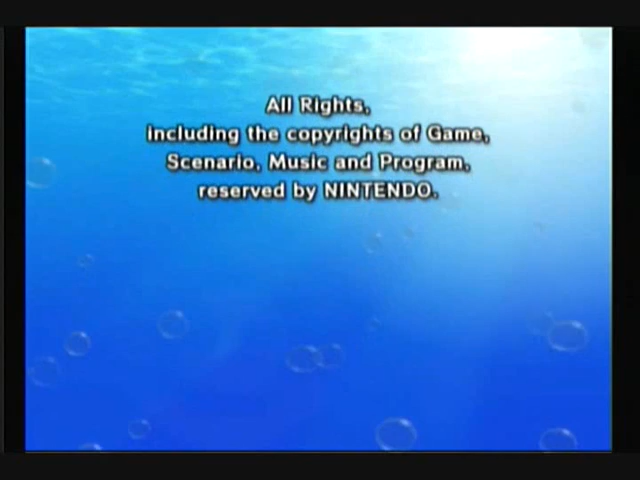 All Rights,
including the copyrights of Game,
Scenario, Music and Program,
reserved by NINTENDO.